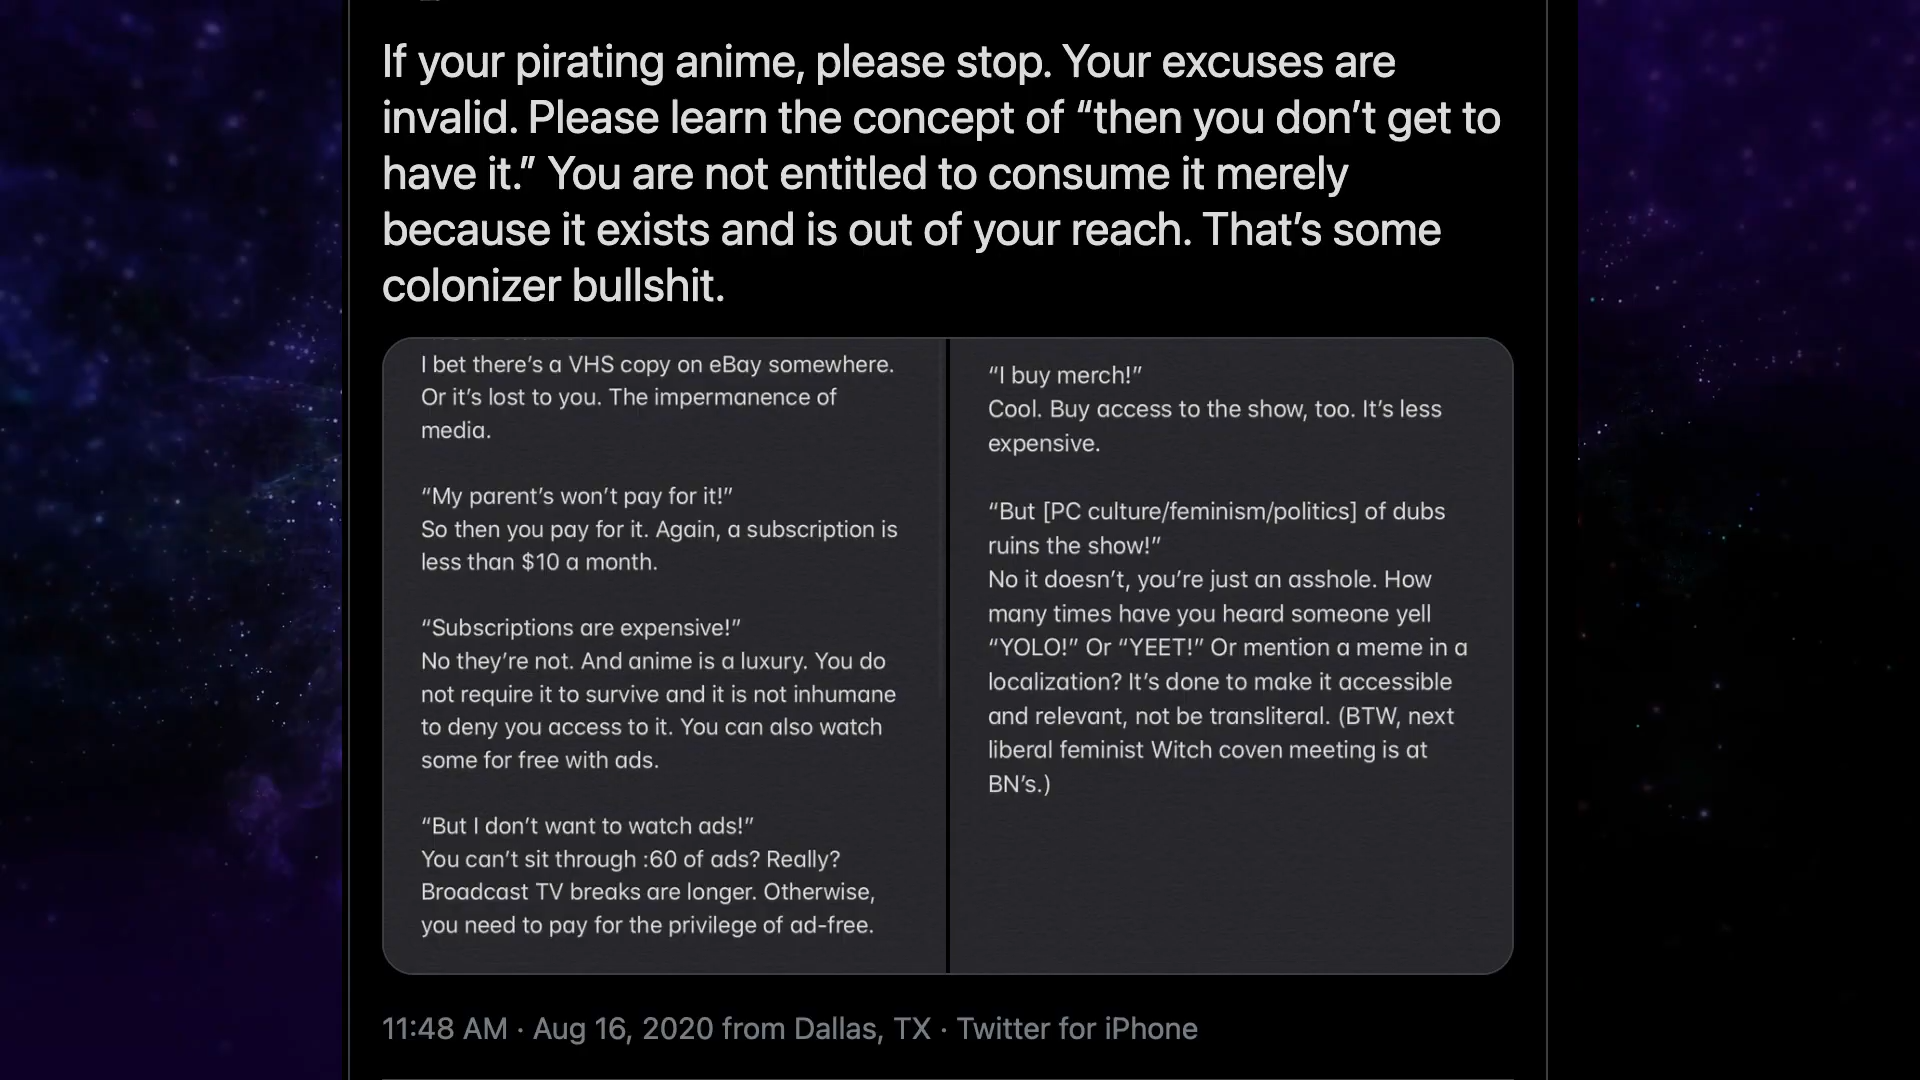 If your pirating anime, please stop. Your excuses are
invalid. Please learn the concept of “then you don’t get to
have it.” You are not entitled to consume it merely
because it exists and is out of your reach. That’s some
colonizer bullshit.
I bet there’s a VHS copy on eBay somewhere.
Or it’s lost to you. The impermanence of
media.
“My parent’s won’t pay for it!”
So then you pay for it. Again, a subscription is
less than $10 a month.
“Subscriptions are expensive!”
No they’re not. And anime is a luxury. You do
not require it to survive and it is not inhumane
to deny you access to it. You can also watch
some for free with ads.
“But I don’t want to watch ads!”
You can’t sit through :60 of ads? Really?
Broadcast TV breaks are longer. Otherwise,
you need to pay for the privilege of ad-free.
“I buy merch!”
Cool. Buy access to the show, too. It’s less
expensive.
“But [PC culture/feminism/politics] of dubs
ruins the show!”
No it doesn’t, you’re just an asshole. How
many times have you heard someone yell
“YOLO!” Or “YEET!” Or mention a meme in a
localization? It’s done to make it accessible
and relevant, not be transliteral. (BTW, next
liberal feminist Witch coven meeting is at
BN’s.)
11:48 AM · Aug 16, 2020 from Dallas, TX · Twitter for iPhone